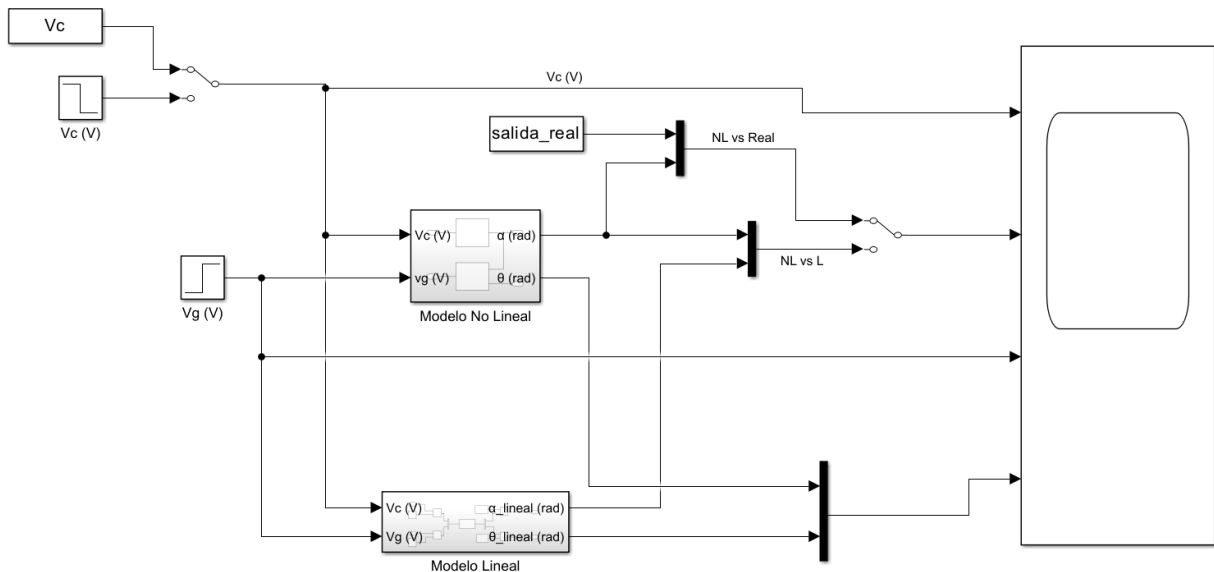 Vc
Vc (V)
Vc (V)
salida_real
NL vs Real
Vc (V)
α (rad)
vg (V)
θ (rad)
Modelo No Lineal
NL vs L
Vg (V)
Vc (V)
α_lineal (rad)
Vg (V)
θ_lineal (rad)
Modelo Lineal